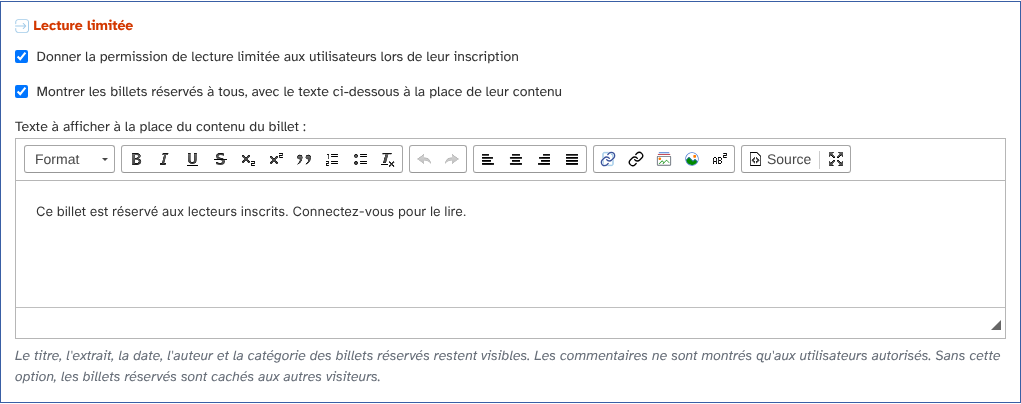 Lecture limitée
Donner la permission de lecture limitée aux utilisateurs lors de leur inscription
Montrer les billets réservés à tous, avec le texte ci-dessous à la place de leur contenu
Texte à afficher à la place du contenu du billet :
Format B I U S x₂ x² ” Tx AB² Source
Ce billet est réservé aux lecteurs inscrits. Connectez-vous pour le lire.
Le titre, l'extrait, la date, l'auteur et la catégorie des billets réservés restent visibles. Les commentaires ne sont montrés qu'aux utilisateurs autorisés. Sans cette
option, les billets réservés sont cachés aux autres visiteurs.